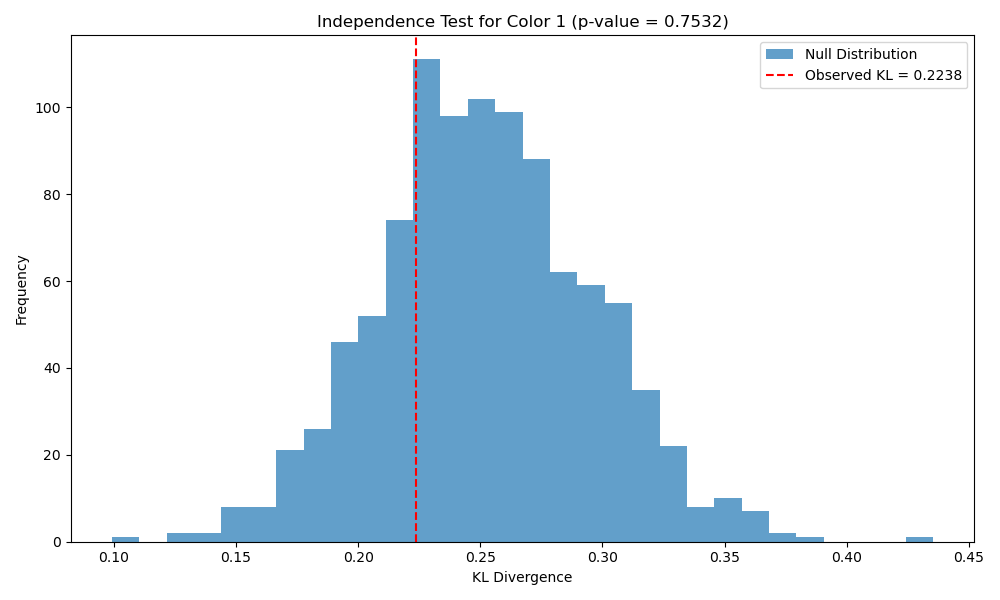 Independence Test for Color 1 (p-value = 0.7532)
Null Distribution
Observed KL = 0.2238
Frequency
100
80
60
40
20
0
0.10 0.15 0.20 0.25 0.30 0.35 0.40 0.45
KL Divergence